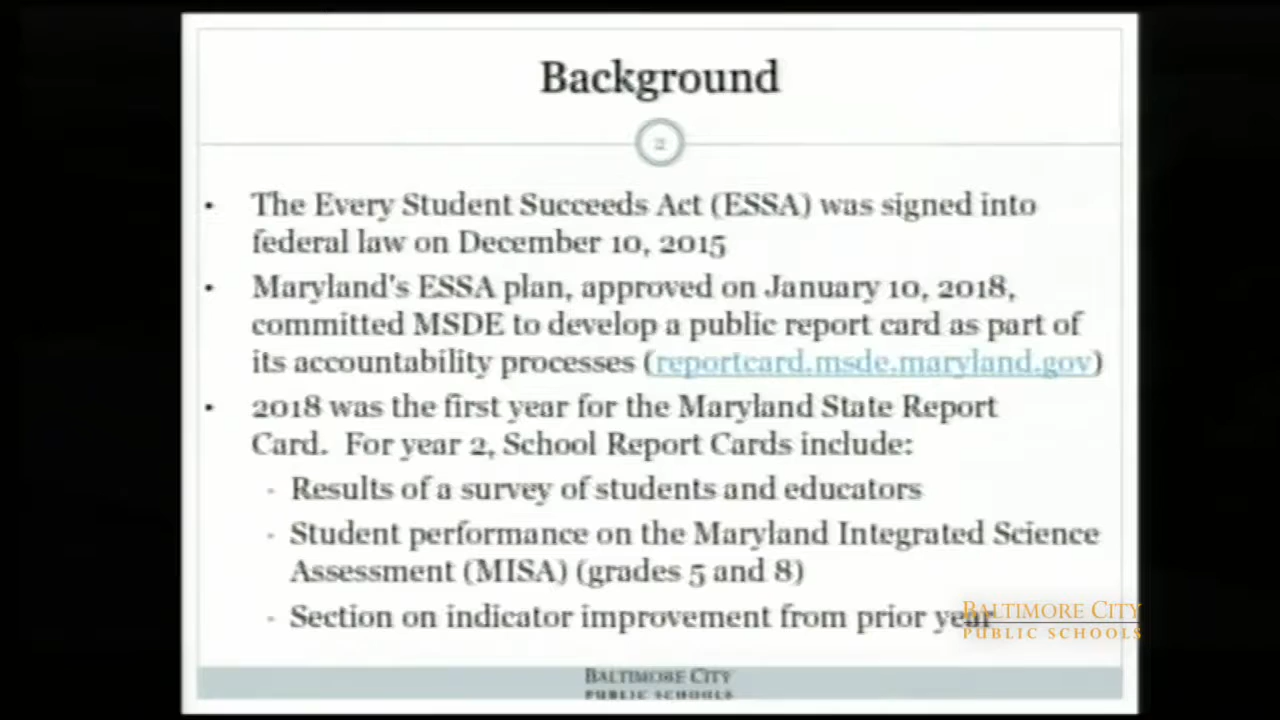 Background
2
• The Every Student Succeeds Act (ESSA) was signed into
federal law on December 10, 2015
• Maryland's ESSA plan, approved on January 10, 2018,
committed MSDE to develop a public report card as part of
its accountability processes (reportcard.msde.maryland.gov)
• 2018 was the first year for the Maryland State Report
Card. For year 2, School Report Cards include:
- Results of a survey of students and educators
- Student performance on the Maryland Integrated Science
Assessment (MISA) (grades 5 and 8)
- Section on indicator improvement from prior year
BALTIMORE CITY
PUBLIC SCHOOLS
BALTIMORE CITY
PUBLIC SCHOOLS